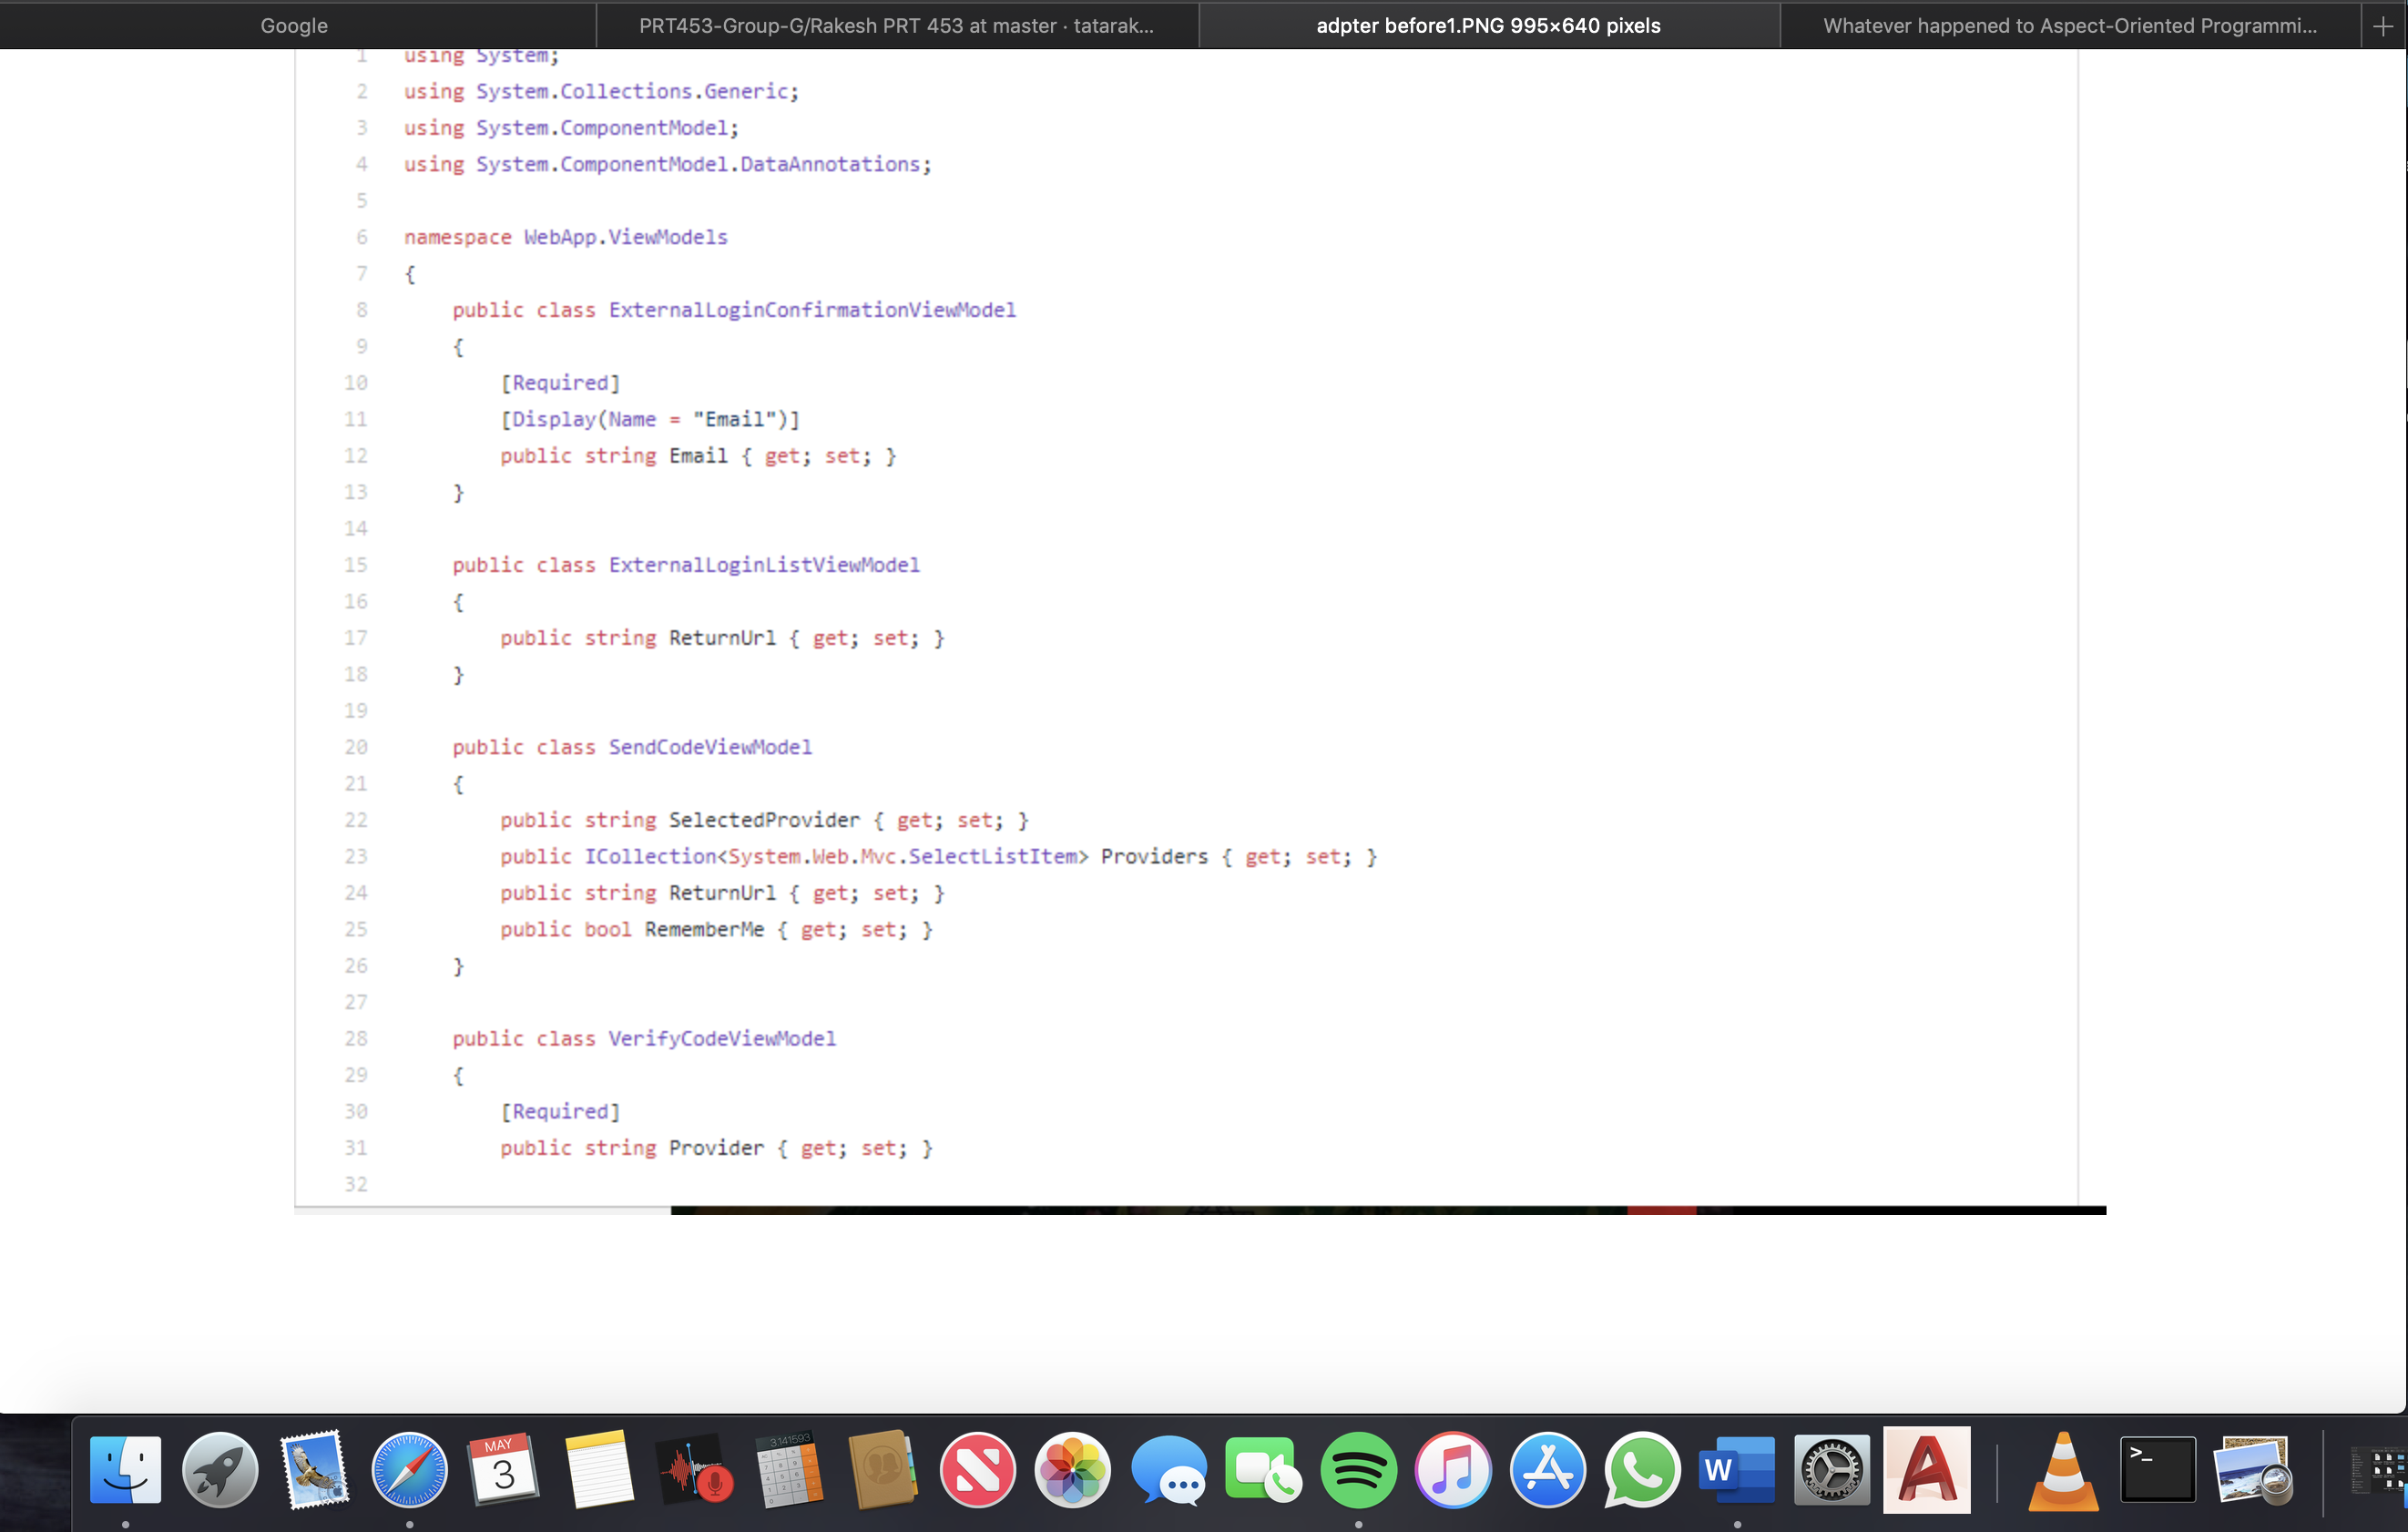 Google
PRT453-Group-G/Rakesh PRT 453 at master · tatarak...
adpter before1.PNG 995×640 pixels
Whatever happened to Aspect-Oriented Programmi...
1 using System;
2 using System.Collections.Generic;
3 using System.ComponentModel;
4 using System.ComponentModel.DataAnnotations;
5
6 namespace WebApp.ViewModels
7 {
8 public class ExternalLoginConfirmationViewModel
9 {
10 [Required]
11 [Display(Name = "Email")]
12 public string Email { get; set; }
13 }
14
15 public class ExternalLoginListViewModel
16 {
17 public string ReturnUrl { get; set; }
18 }
19
20 public class SendCodeViewModel
21 {
22 public string SelectedProvider { get; set; }
23 public ICollection<System.Web.Mvc.SelectListItem> Providers { get; set; }
24 public string ReturnUrl { get; set; }
25 public bool RememberMe { get; set; }
26 }
27
28 public class VerifyCodeViewModel
29 {
30 [Required]
31 public string Provider { get; set; }
32
MAY
3
3.141593
W
>_